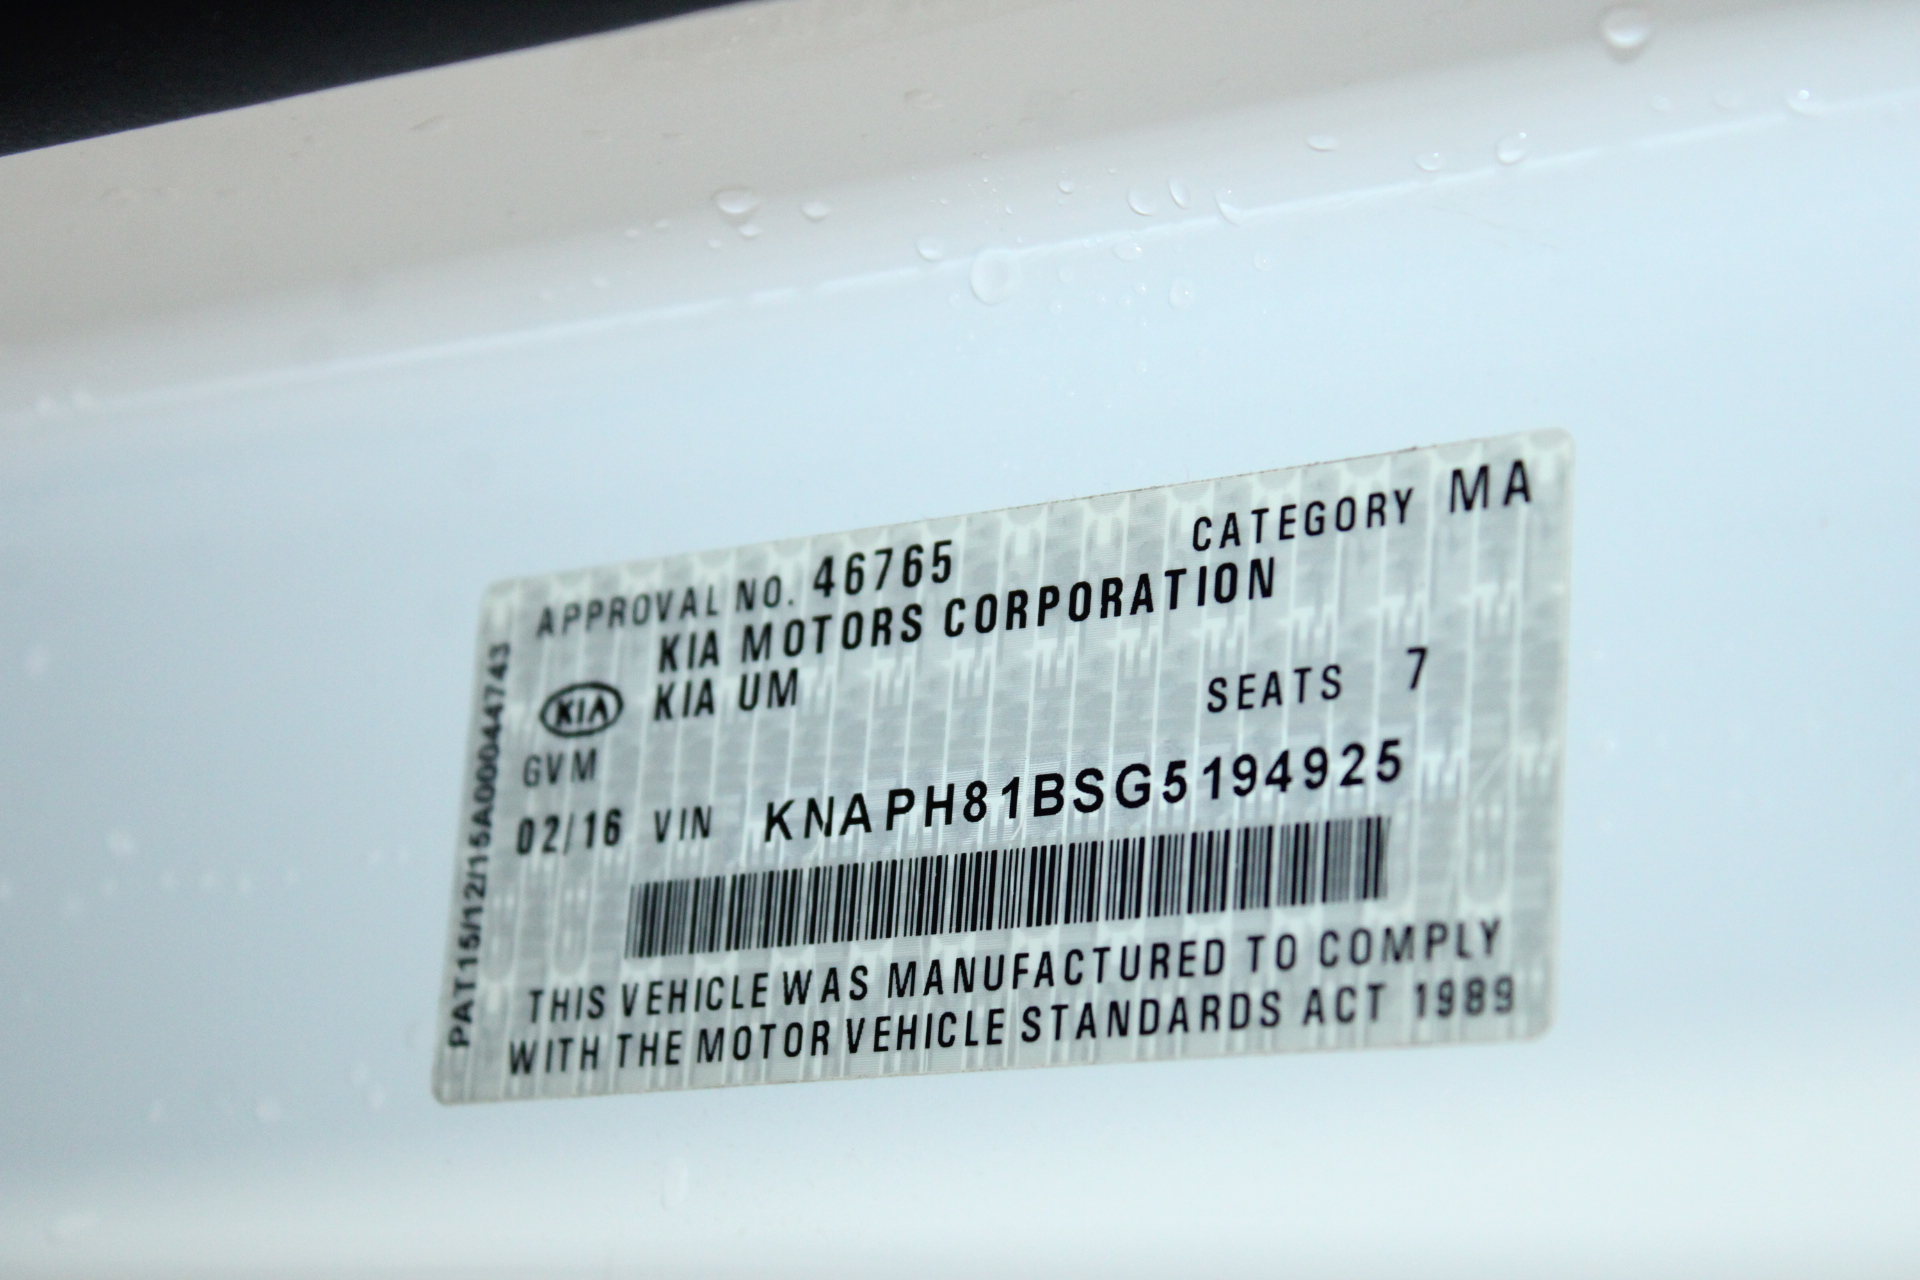 APPROVAL NO. 46765 CATEGORY MA
KIA MOTORS CORPORATION
KIA KIA UM SEATS 7
GVM
02/16 VIN KNAPH81BSG5194925
THIS VEHICLE WAS MANUFACTURED TO COMPLY
WITH THE MOTOR VEHICLE STANDARDS ACT 1989
PAT15/12/15A000044743